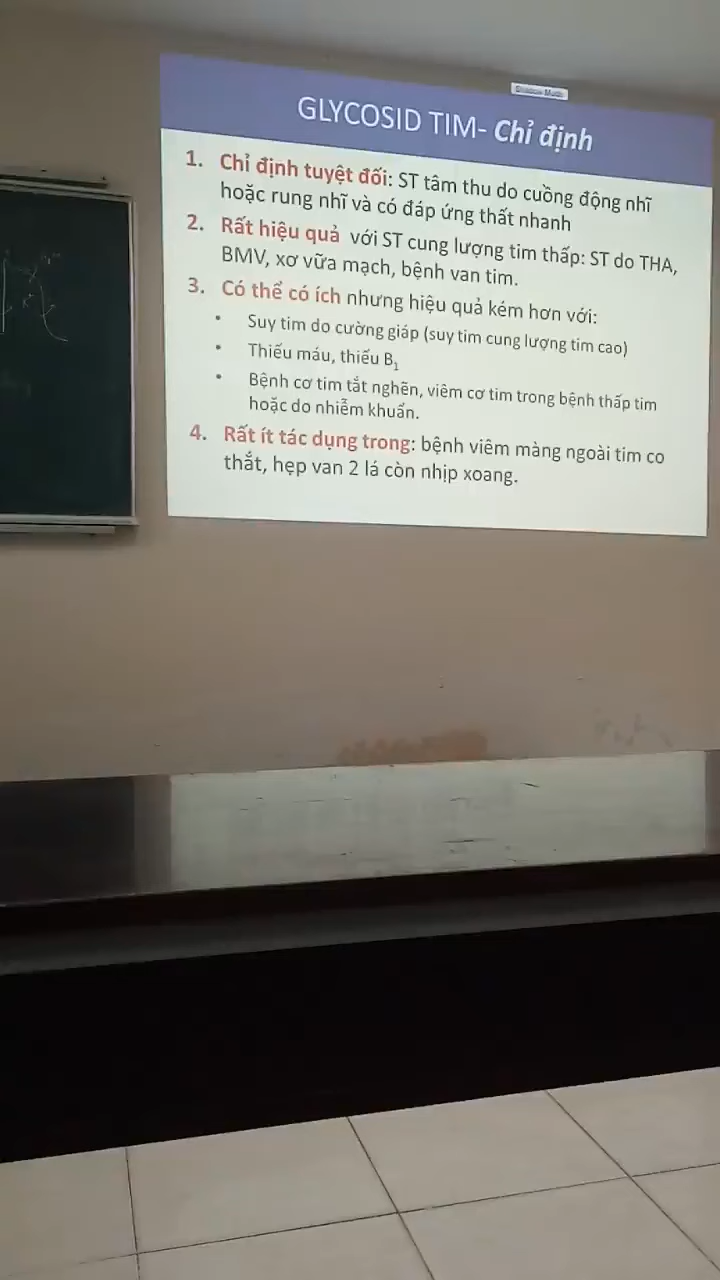 GLYCOSID TIM- Chỉ định
1. Chỉ định tuyệt đối: ST tâm thu do cuồng động nhĩ
hoặc rung nhĩ và có đáp ứng thất nhanh
2. Rất hiệu quả với ST cung lượng tim thấp: ST do THA,
BMV, xơ vữa mạch, bệnh van tim.
3. Có thể có ích nhưng hiệu quả kém hơn với:
• Suy tim do cường giáp (suy tim cung lượng tim cao)
• Thiếu máu, thiếu B₁
• Bệnh cơ tim tắt nghẽn, viêm cơ tim trong bệnh thấp tim
hoặc do nhiễm khuẩn.
4. Rất ít tác dụng trong: bệnh viêm màng ngoài tim co
thắt, hẹp van 2 lá còn nhịp xoang.